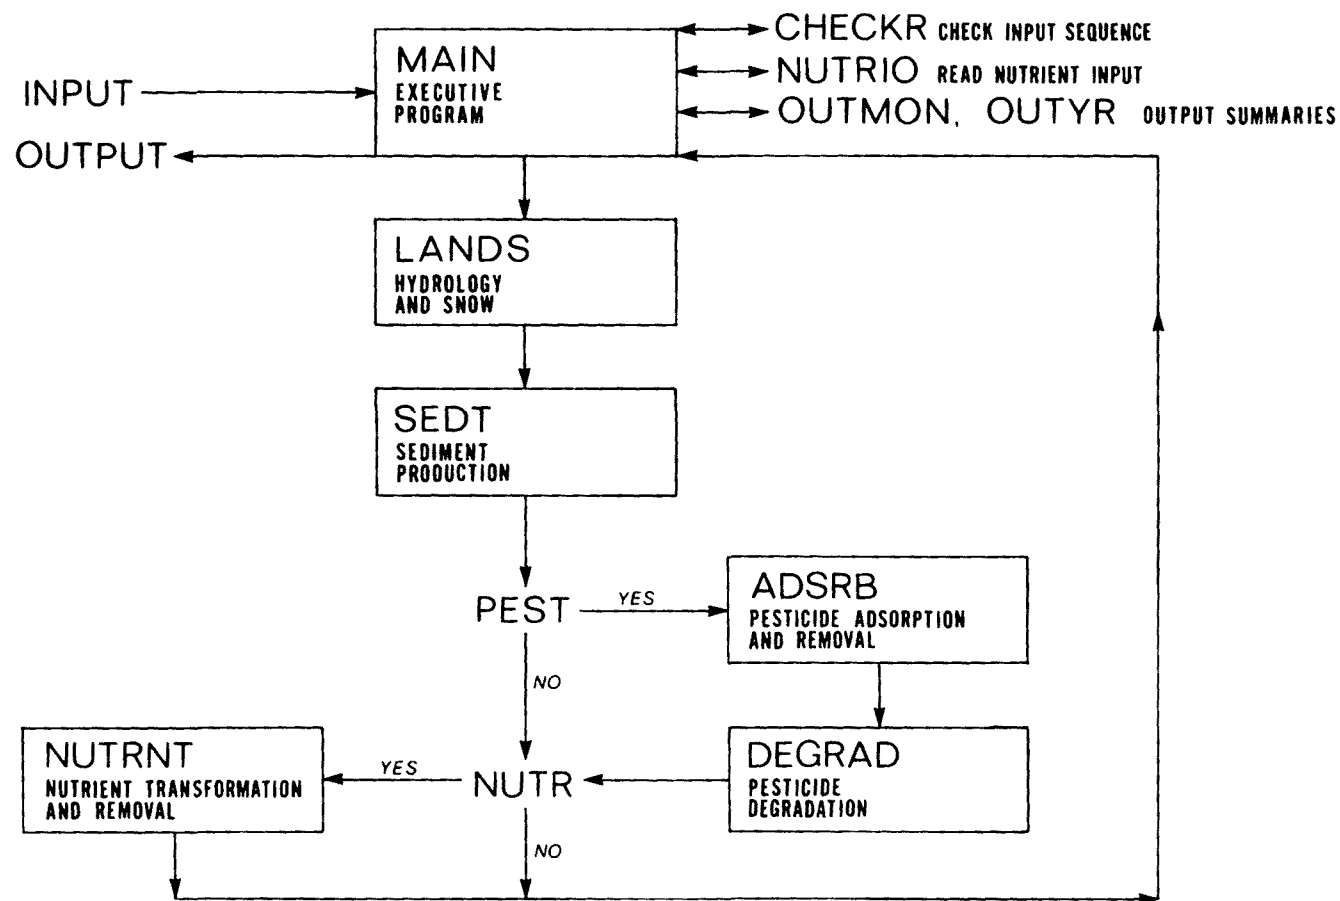 CHECKR CHECK INPUT SEQUENCE
MAIN
NUTRIO READ NUTRIENT INPUT
INPUT
EXECUTIVE
PROGRAM
OUTMON, OUTYR OUTPUT SUMMARIES
OUTPUT
LANDS
HYDROLOGY
AND SNOW
SEDT
SEDIMENT
PRODUCTION
PEST
YES
ADSRB
PESTICIDE ADSORPTION
AND REMOVAL
NO
NUTRNT
NUTRIENT TRANSFORMATION
AND REMOVAL
YES
NUTR
DEGRAD
PESTICIDE
DEGRADATION
NO